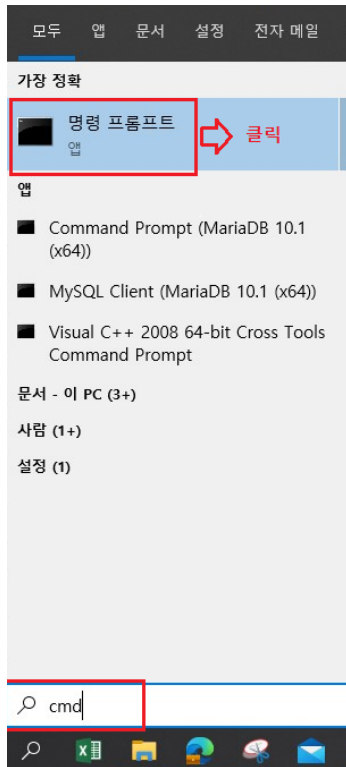 모두 앱 문서 설정 전자 메일
가장 정확
명령 프롬프트
앱
클릭
앱
Command Prompt (MariaDB 10.1
(x64))
MySQL Client (MariaDB 10.1 (x64))
Visual C++ 2008 64-bit Cross Tools
Command Prompt
문서 - 이 PC (3+)
사람 (1+)
설정 (1)
cmd